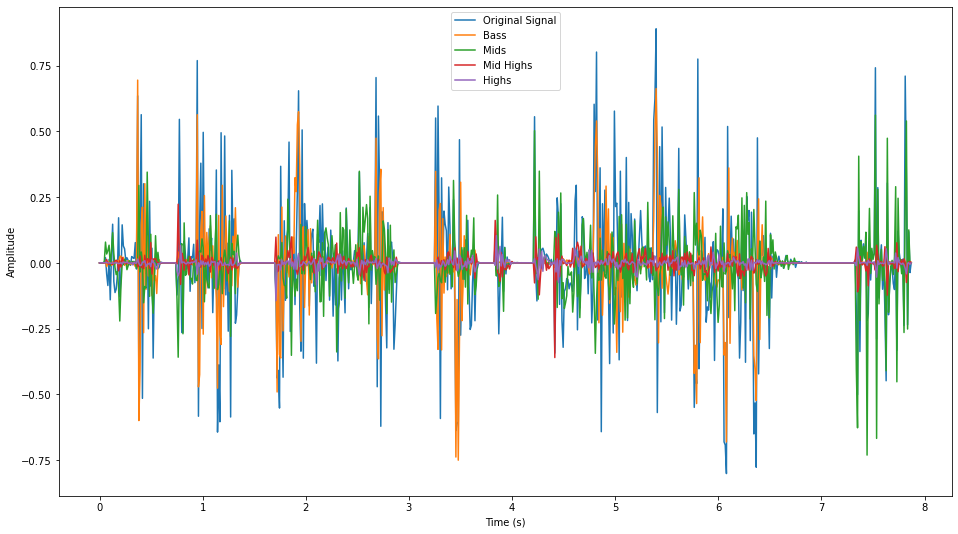 Original Signal
Bass
Mids
Mid Highs
Highs
0.75
0.50
0.25
0.00
−0.25
−0.50
−0.75
Amplitude
0 1 2 3 4 5 6 7 8
Time (s)